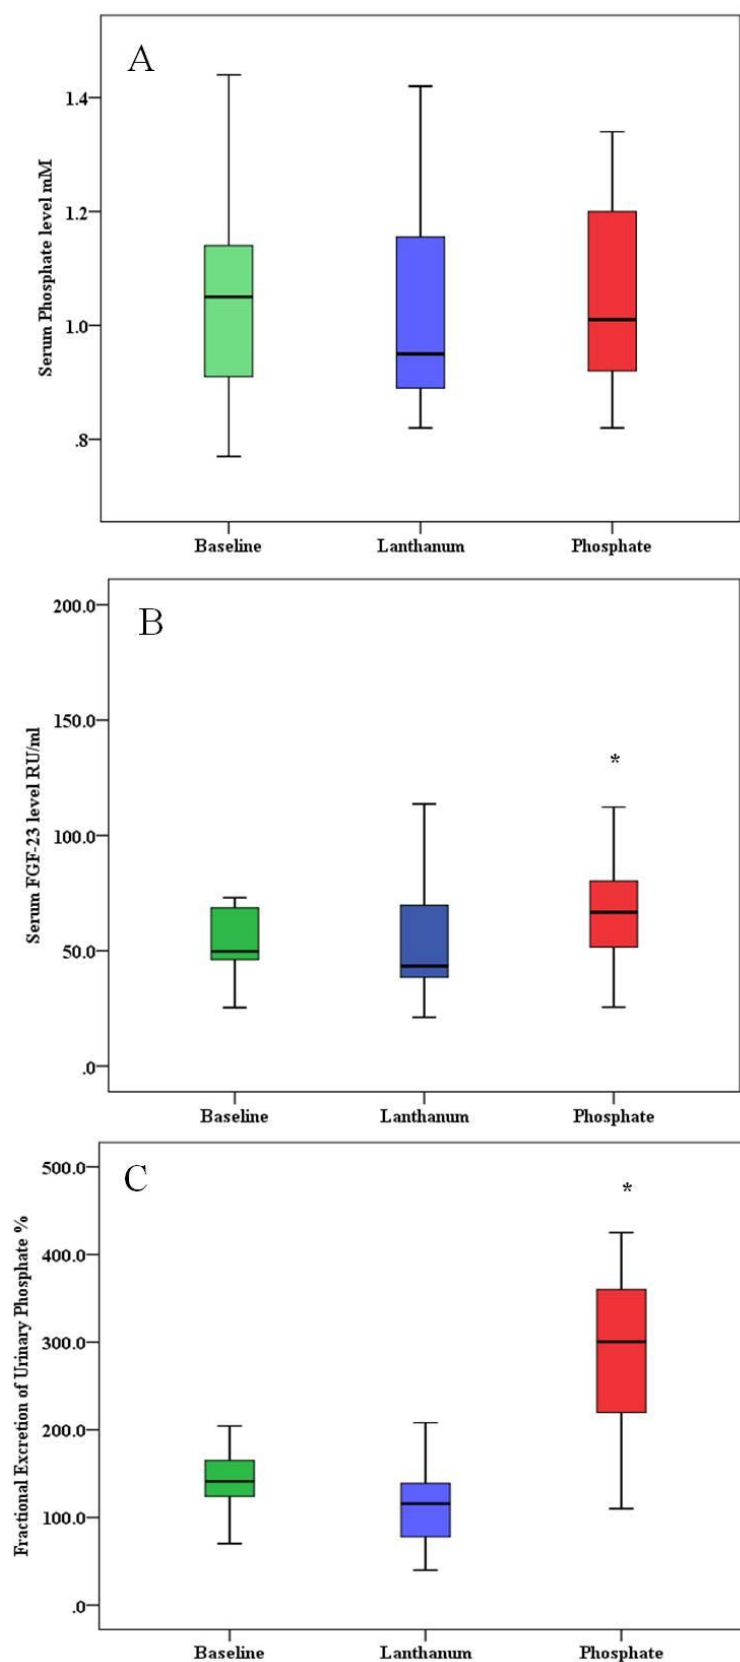 A
Serum Phosphate level mM
1.4
1.2
1.0
.8
Baseline Lanthanum Phosphate
B
Serum FGF-23 level RU/ml
200.0
150.0
100.0
50.0
.0
*
Baseline Lanthanum Phosphate
C
Fractional Excretion of Urinary Phosphate %
500.0
400.0
300.0
200.0
100.0
.0
*
Baseline Lanthanum Phosphate